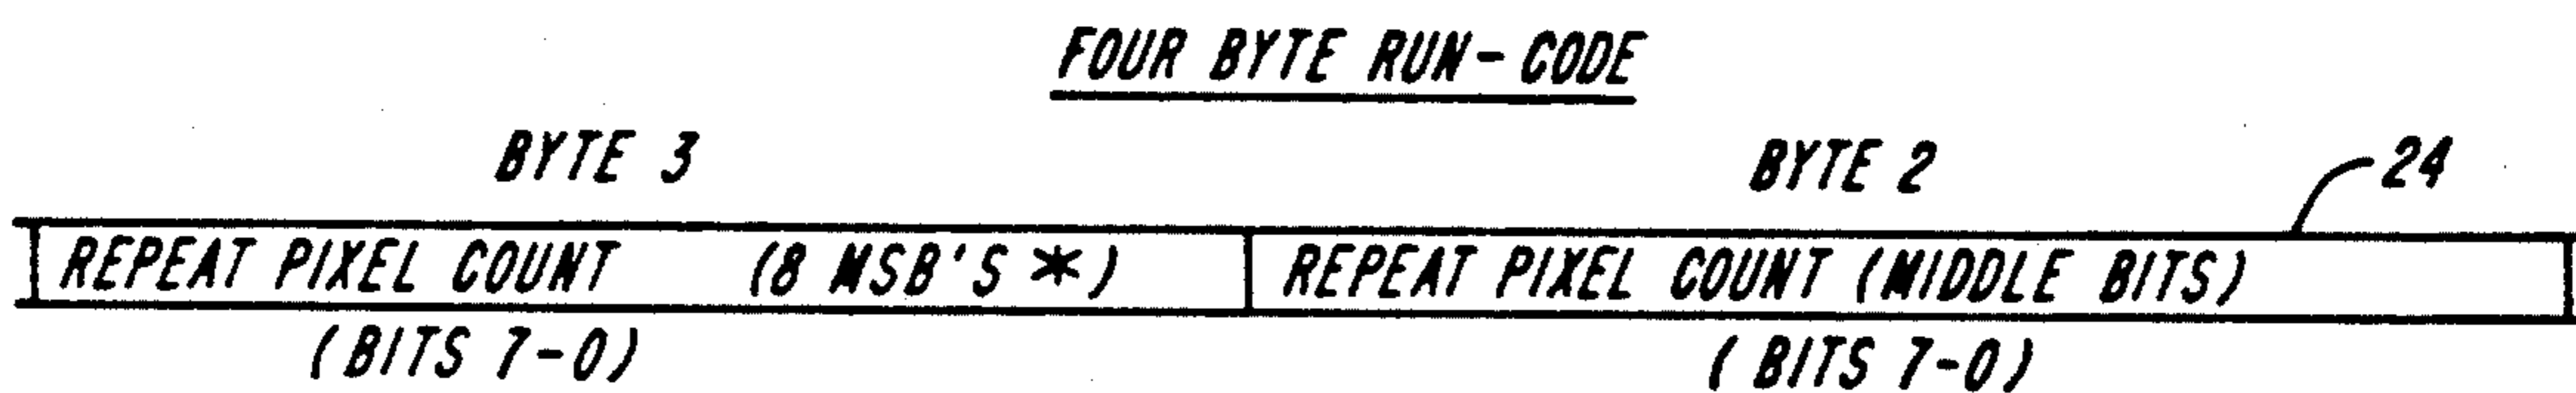 FOUR BYTE RUN-CODE
BYTE 3 BYTE 2 24
REPEAT PIXEL COUNT (8 MSB'S *) REPEAT PIXEL COUNT (MIDDLE BITS)
(BITS 7-0) (BITS 7-0)